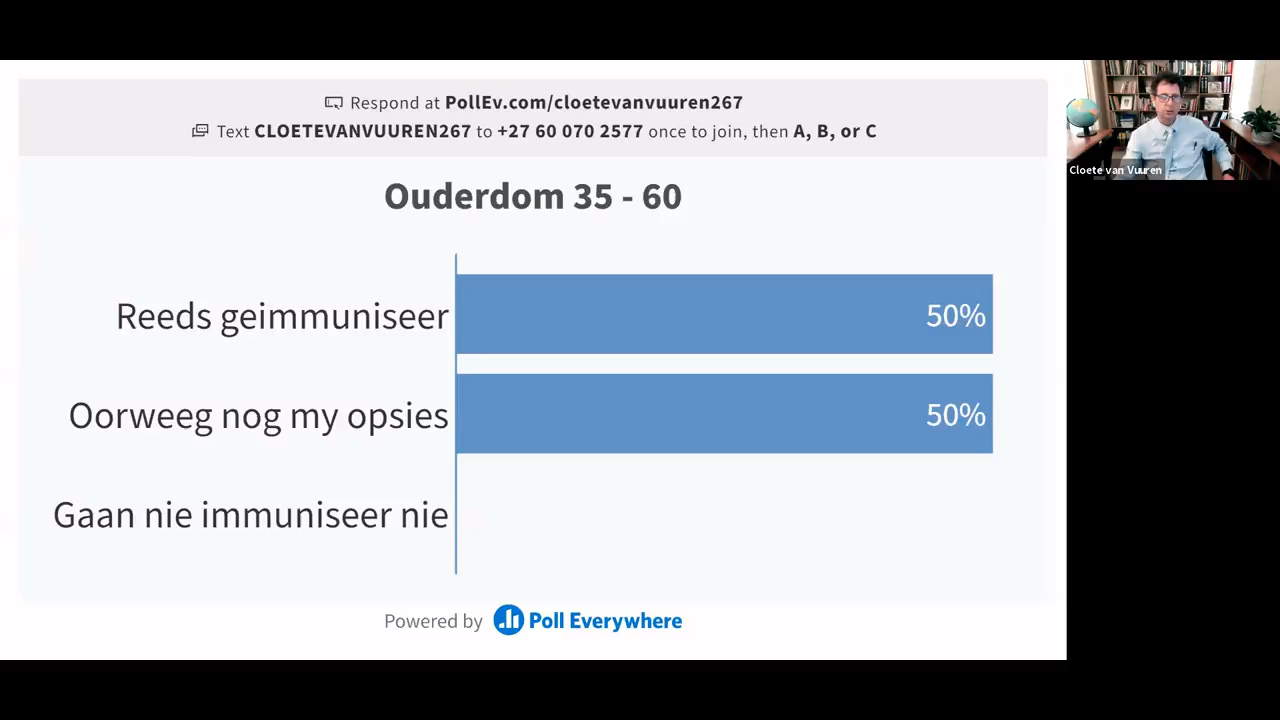 Respond at PollEv.com/cloetevanvuuren267
Text CLOETEVANVUUREN267 to +27 60 070 2577 once to join, then A, B, or C
Cloete van Vuuren
Ouderdom 35 - 60
Reeds geimmuniseer 50%
Oorweeg nog my opsies 50%
Gaan nie immuniseer nie
Powered by Poll Everywhere